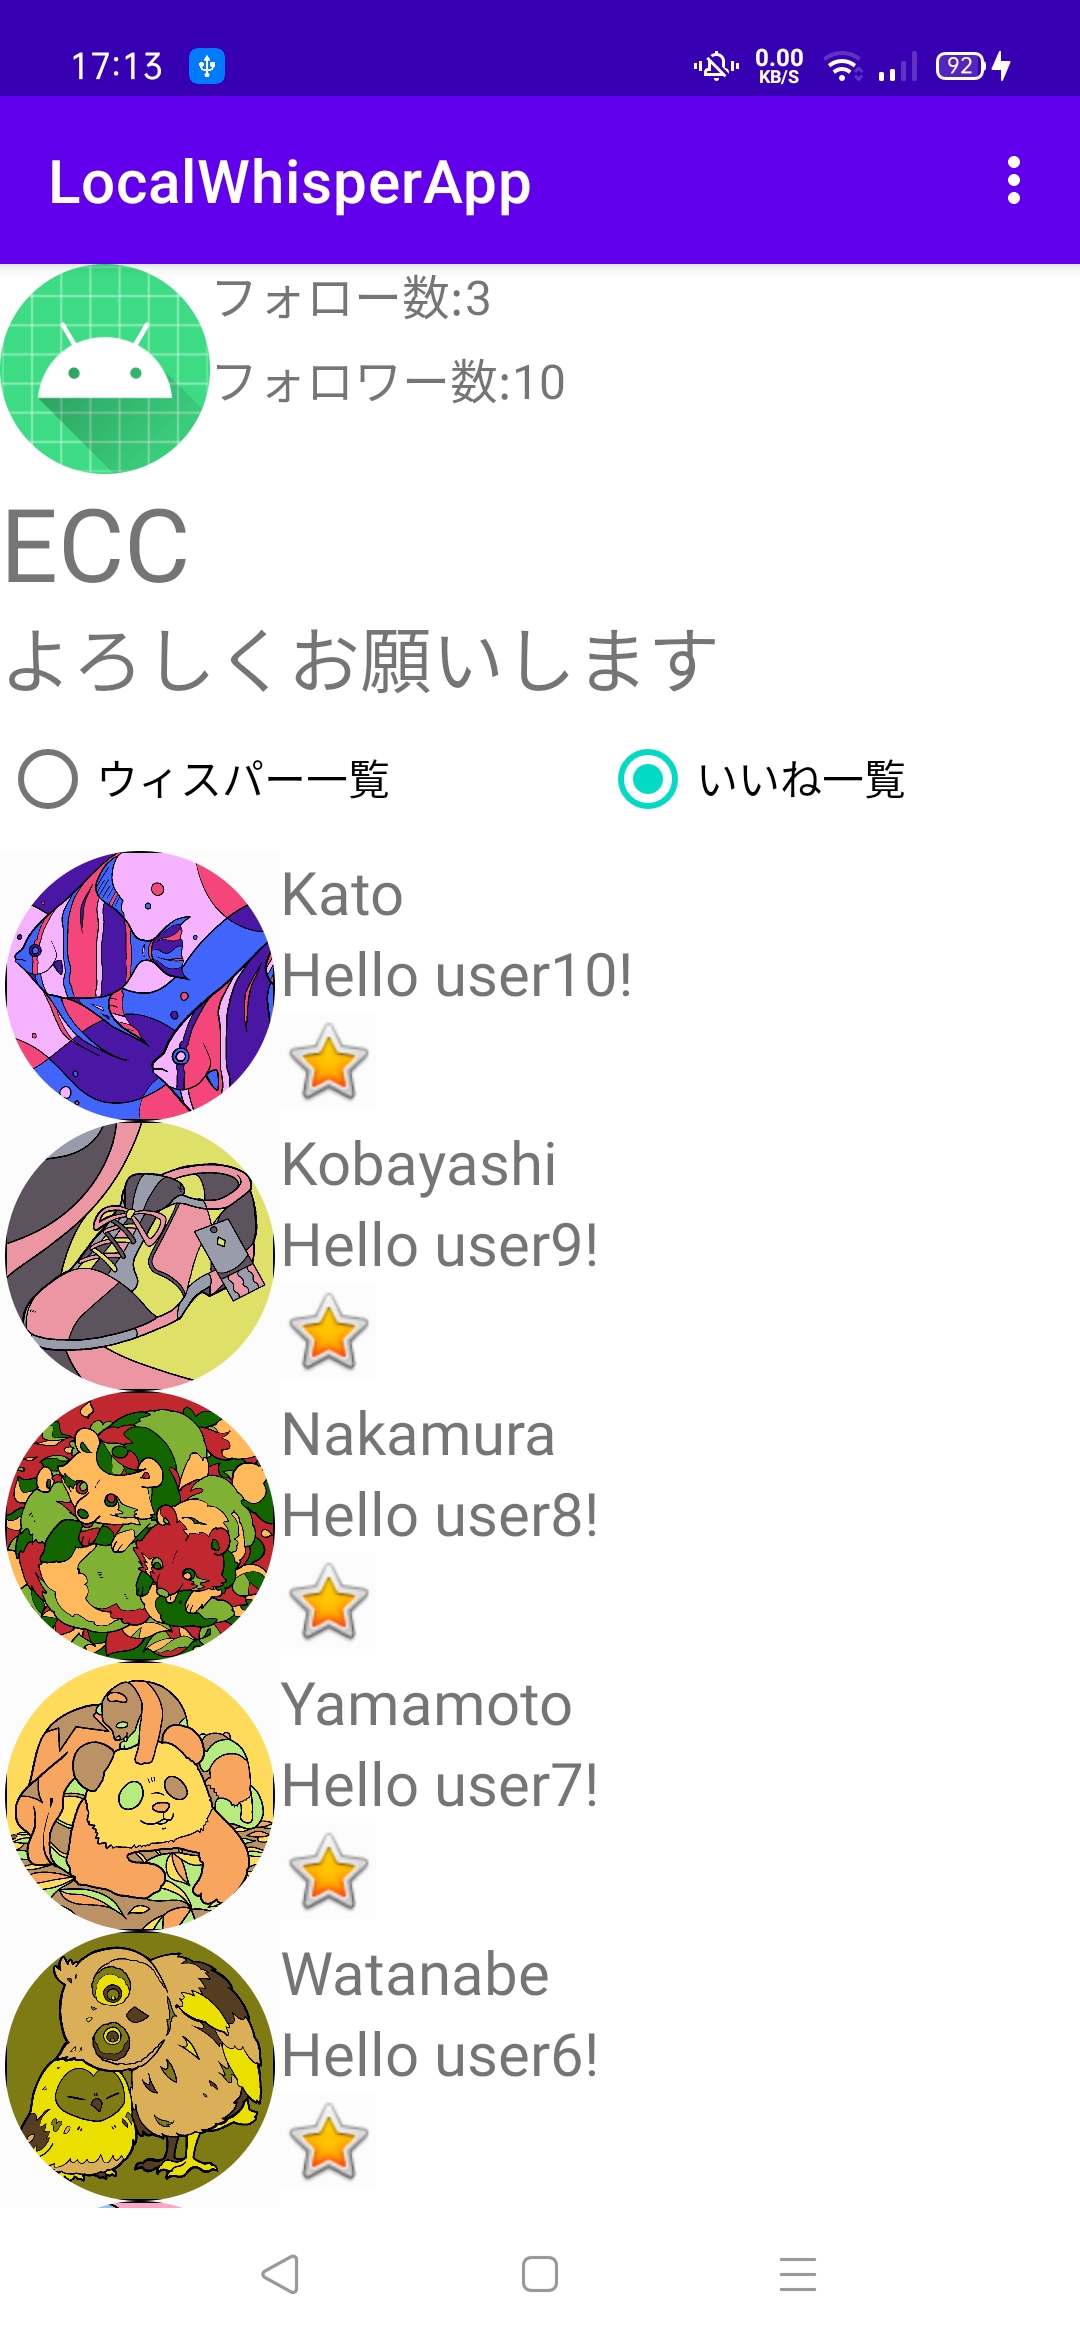 17:13
0.00
KB/S
92
LocalWhisperApp
フォロー数:3
フォロワー数:10
ECC
よろしくお願いします
ウィスパー一覧
いいね一覧
Kato
Hello user10!
Kobayashi
Hello user9!
Nakamura
Hello user8!
Yamamoto
Hello user7!
Watanabe
Hello user6!